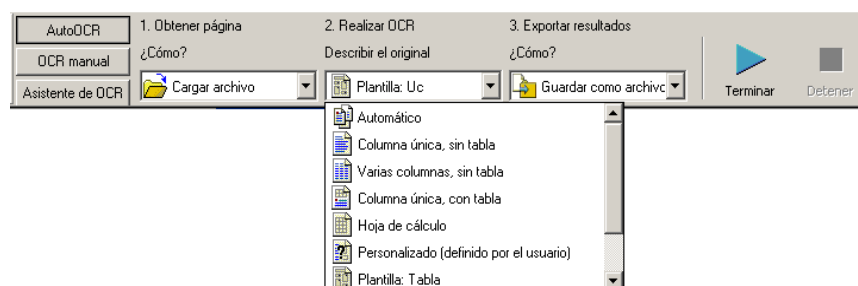 AutoOCR
OCR manual
Asistente de OCR
1. Obtener página
¿Cómo?
Cargar archivo
2. Realizar OCR
Describir el original
Plantilla: Uc
3. Exportar resultados
¿Cómo?
Guardar como archivc
Terminar
Detener
Automático
Columna única, sin tabla
Varias columnas, sin tabla
Columna única, con tabla
Hoja de cálculo
Personalizado (definido por el usuario)
Plantilla: Tabla